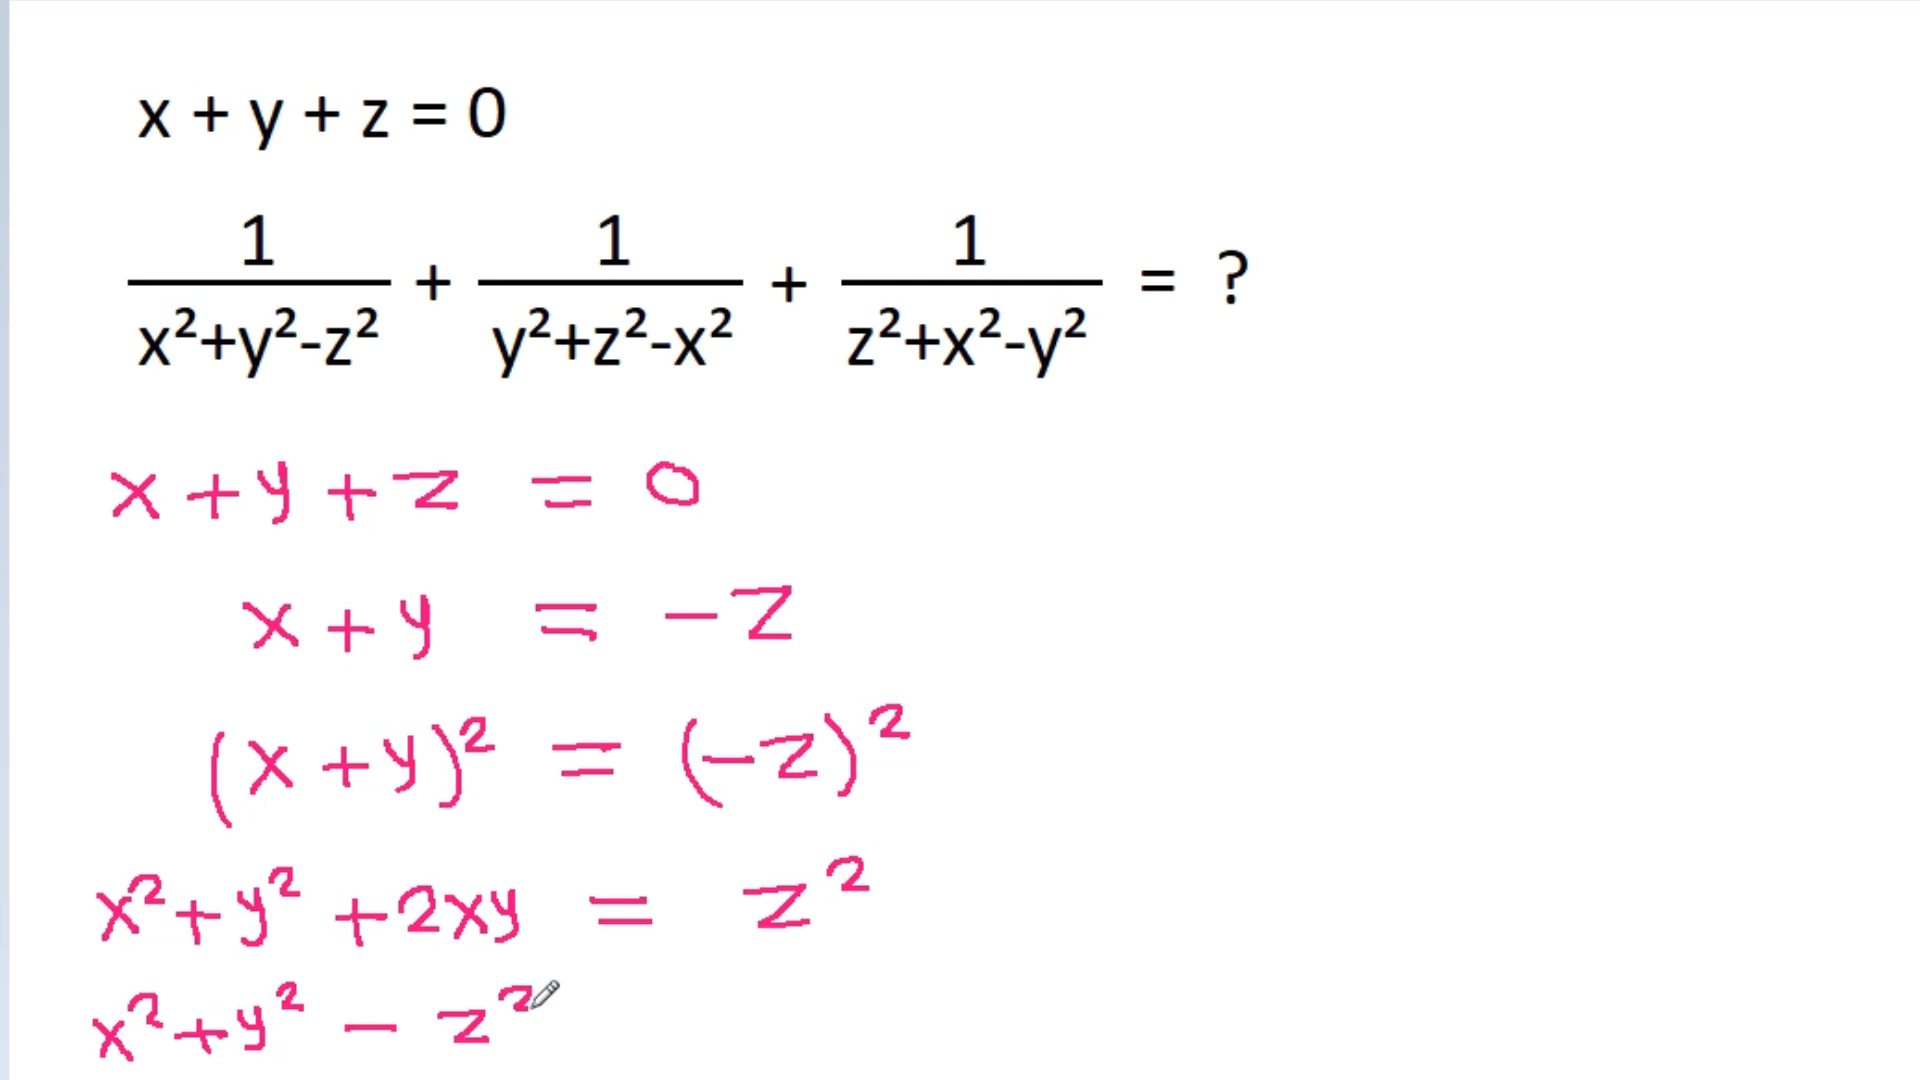 x + y + z = 0
1/(x²+y²-z²) + 1/(y²+z²-x²) + 1/(z²+x²-y²) = ?
x + y + z = 0
x + y = -z
(x + y)² = (-z)²
x² + y² + 2xy = z²
x² + y² - z²